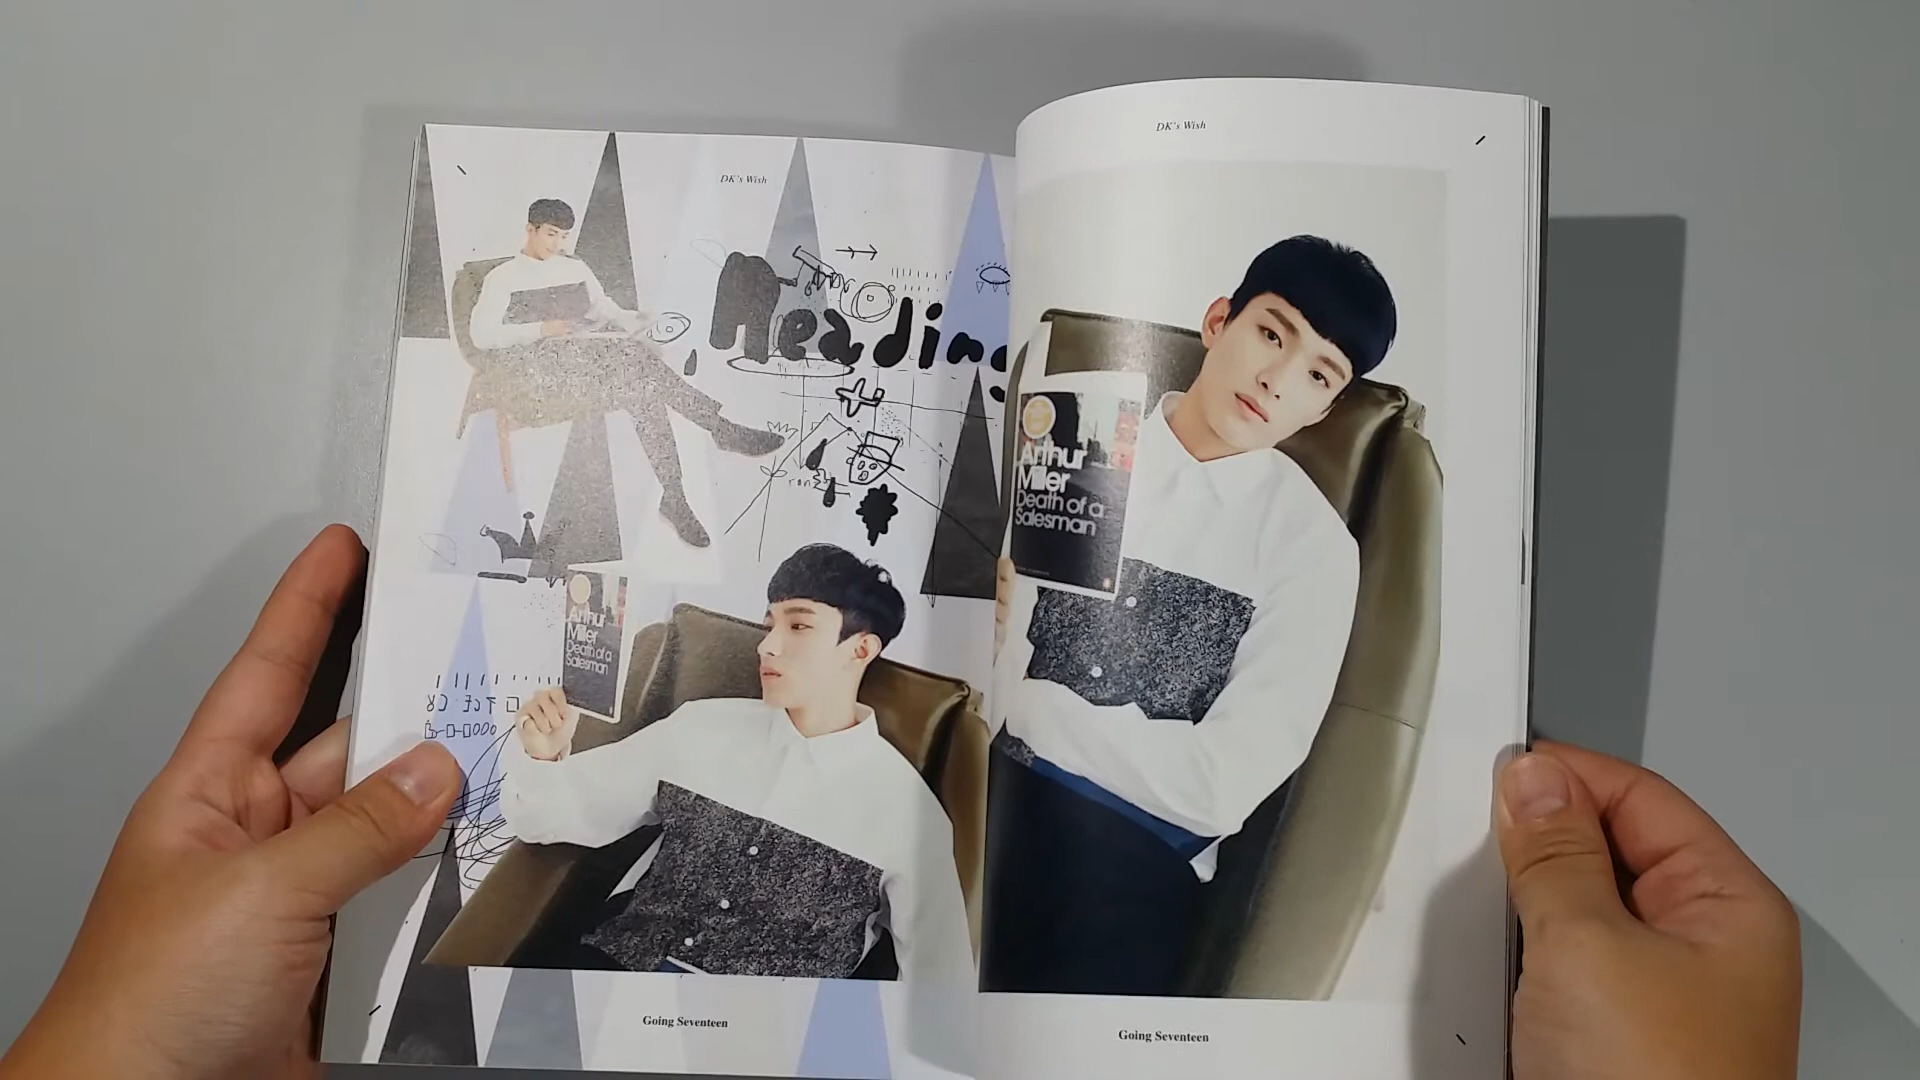 DK's Wish
Reading
Arthur
Miller
Death of a
Salesman
Going Seventeen
DK's Wish
Arthur
Miller
Death of a
Salesman
Going Seventeen